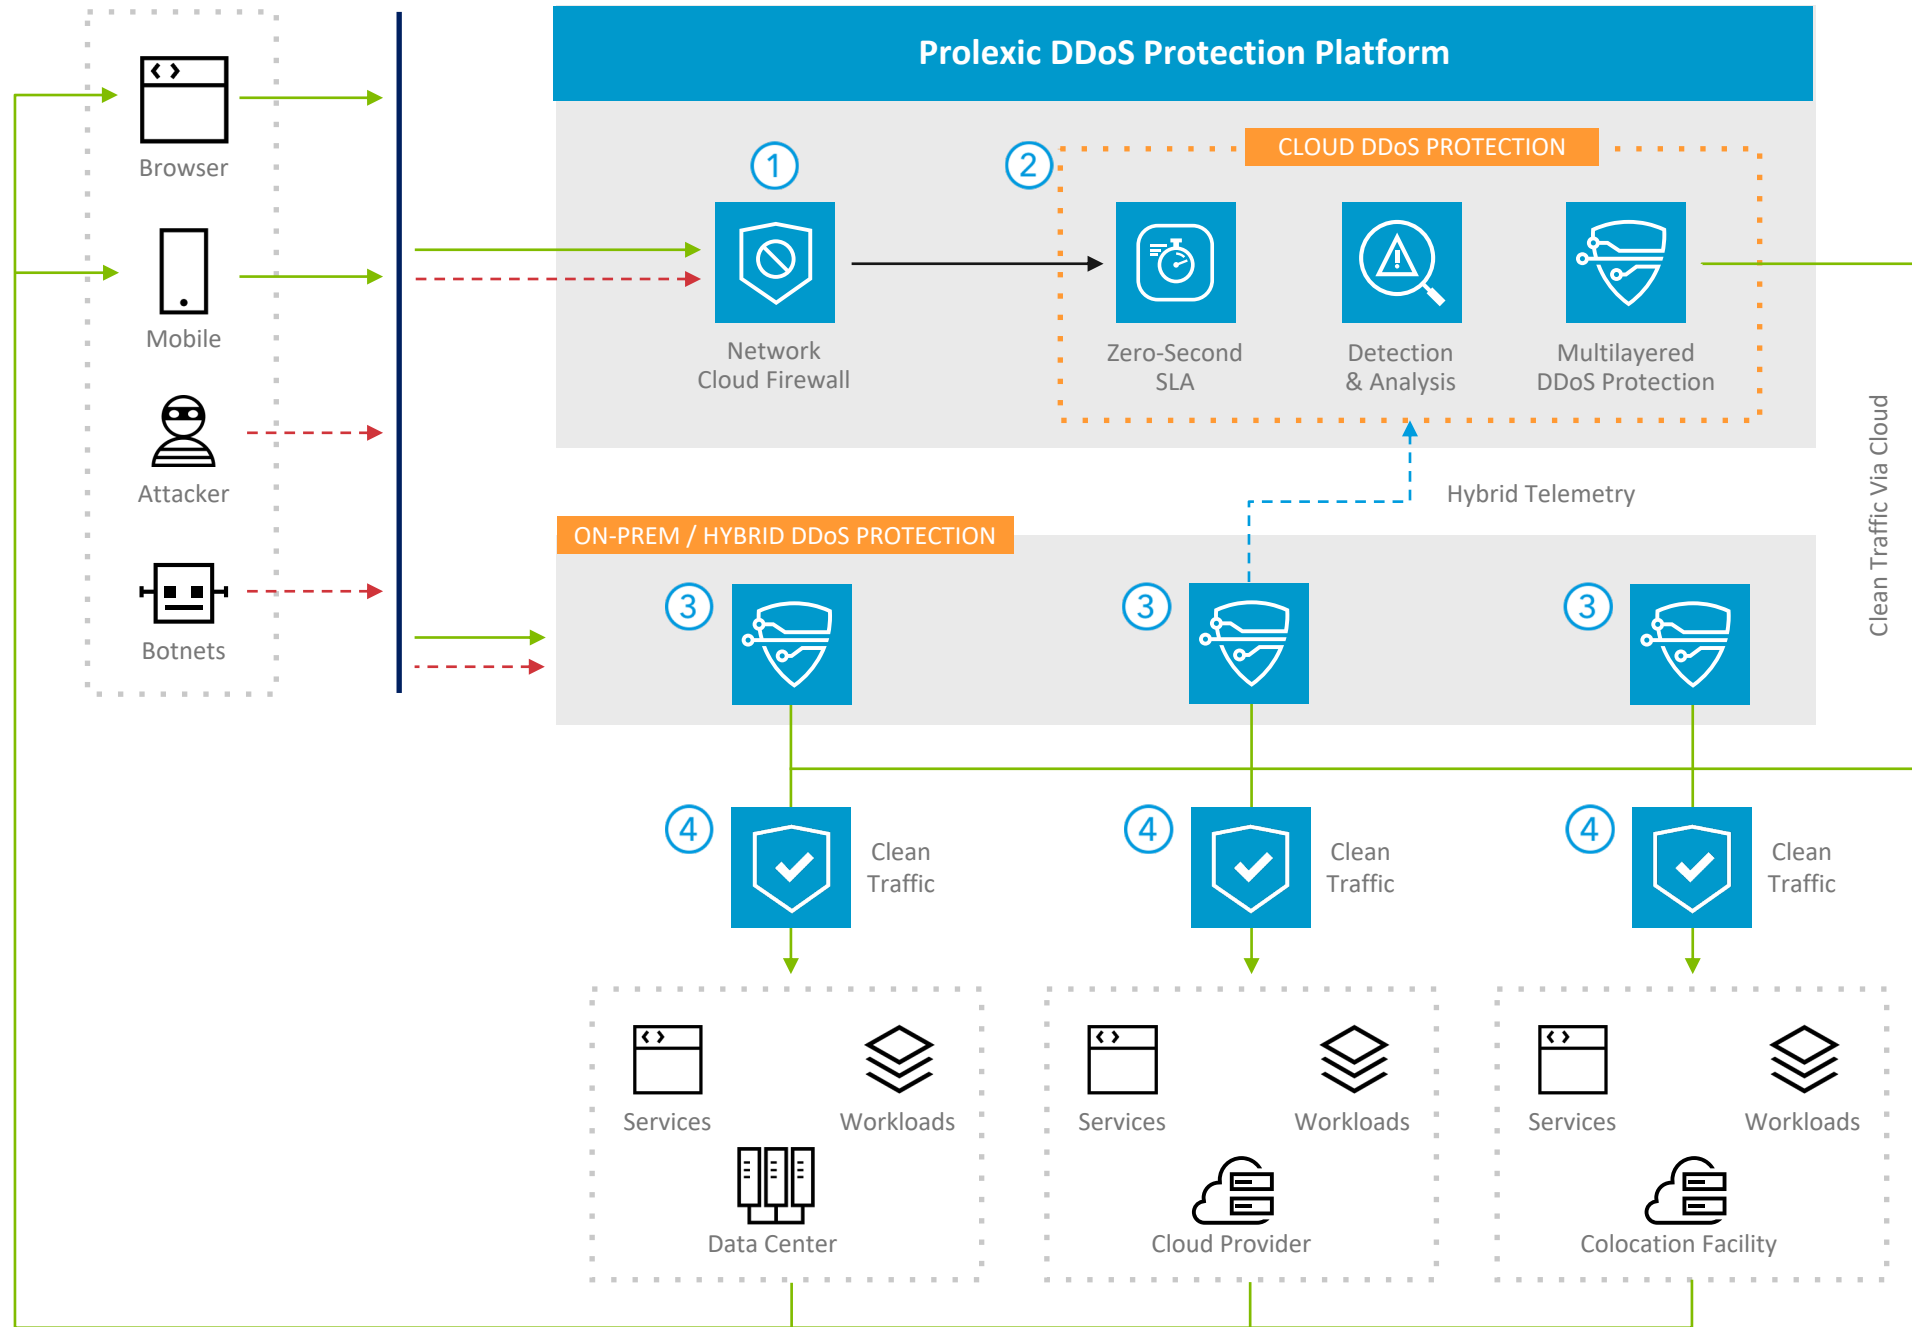 Prolexic DDoS Protection Platform
Browser
Mobile
Attacker
Botnets
1
Network
Cloud Firewall
2
CLOUD DDoS PROTECTION
Zero-Second
SLA
Detection
& Analysis
Multilayered
DDoS Protection
Hybrid Telemetry
Clean Traffic Via Cloud
ON-PREM / HYBRID DDoS PROTECTION
3
3
3
4
Clean
Traffic
4
Clean
Traffic
4
Clean
Traffic
Services
Workloads
Data Center
Services
Workloads
Cloud Provider
Services
Workloads
Colocation Facility